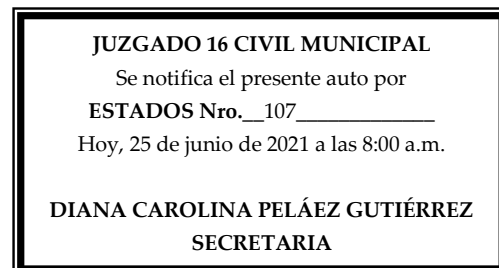 JUZGADO 16 CIVIL MUNICIPAL
Se notifica el presente auto por
ESTADOS Nro.__107_____________
Hoy, 25 de junio de 2021 a las 8:00 a.m.
DIANA CAROLINA PELÁEZ GUTIÉRREZ
SECRETARIA